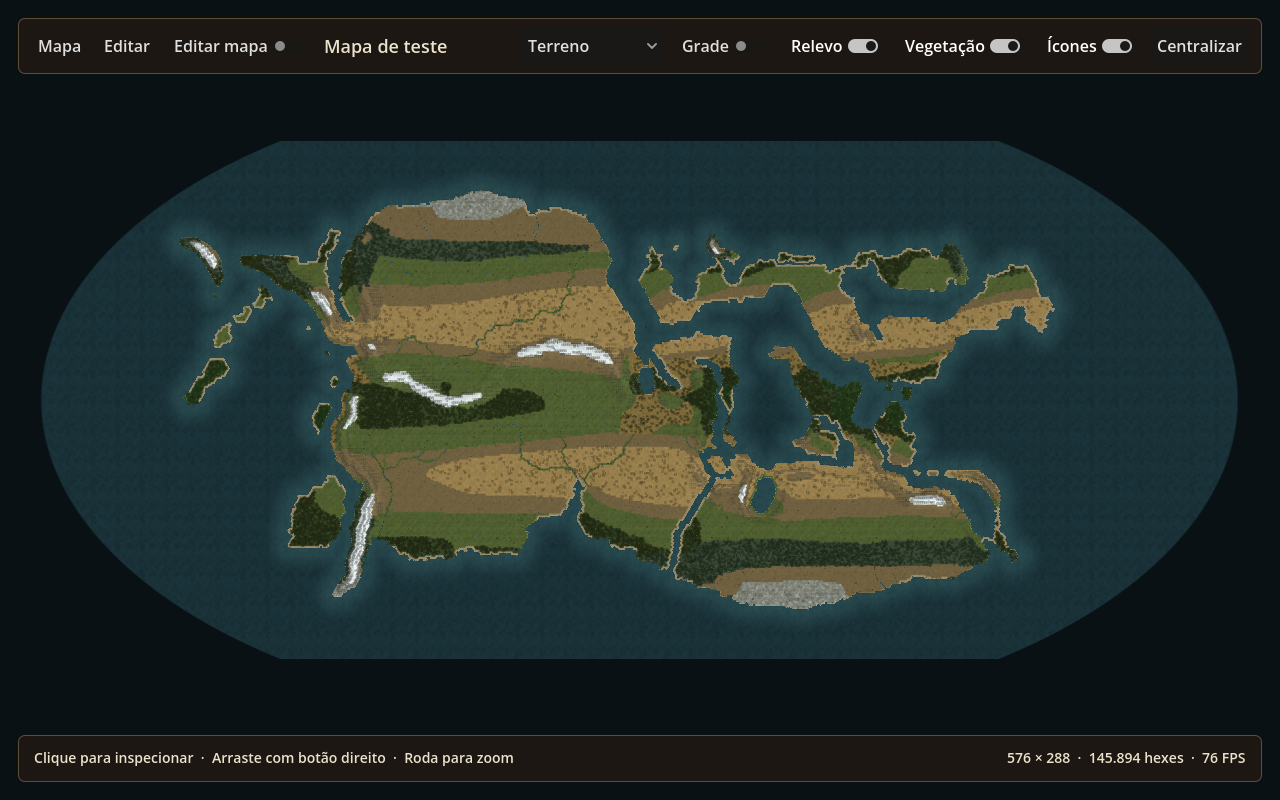 Mapa Editar Editar mapa Mapa de teste Terreno Grade Relevo Vegetação Ícones Centralizar
Clique para inspecionar · Arraste com botão direito · Roda para zoom 576 × 288 · 145.894 hexes · 76 FPS